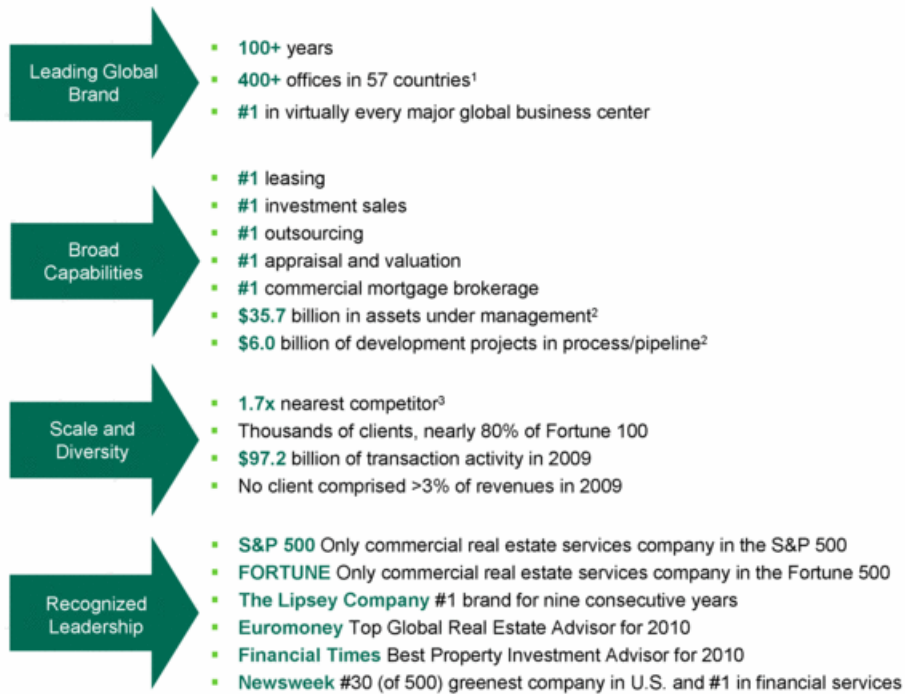 Leading Global
Brand
100+ years
400+ offices in 57 countries¹
#1 in virtually every major global business center
Broad
Capabilities
#1 leasing
#1 investment sales
#1 outsourcing
#1 appraisal and valuation
#1 commercial mortgage brokerage
$35.7 billion in assets under management²
$6.0 billion of development projects in process/pipeline²
Scale and
Diversity
1.7x nearest competitor³
Thousands of clients, nearly 80% of Fortune 100
$97.2 billion of transaction activity in 2009
No client comprised >3% of revenues in 2009
Recognized
Leadership
S&P 500 Only commercial real estate services company in the S&P 500
FORTUNE Only commercial real estate services company in the Fortune 500
The Lipsey Company #1 brand for nine consecutive years
Euromoney Top Global Real Estate Advisor for 2010
Financial Times Best Property Investment Advisor for 2010
Newsweek #30 (of 500) greenest company in U.S. and #1 in financial services